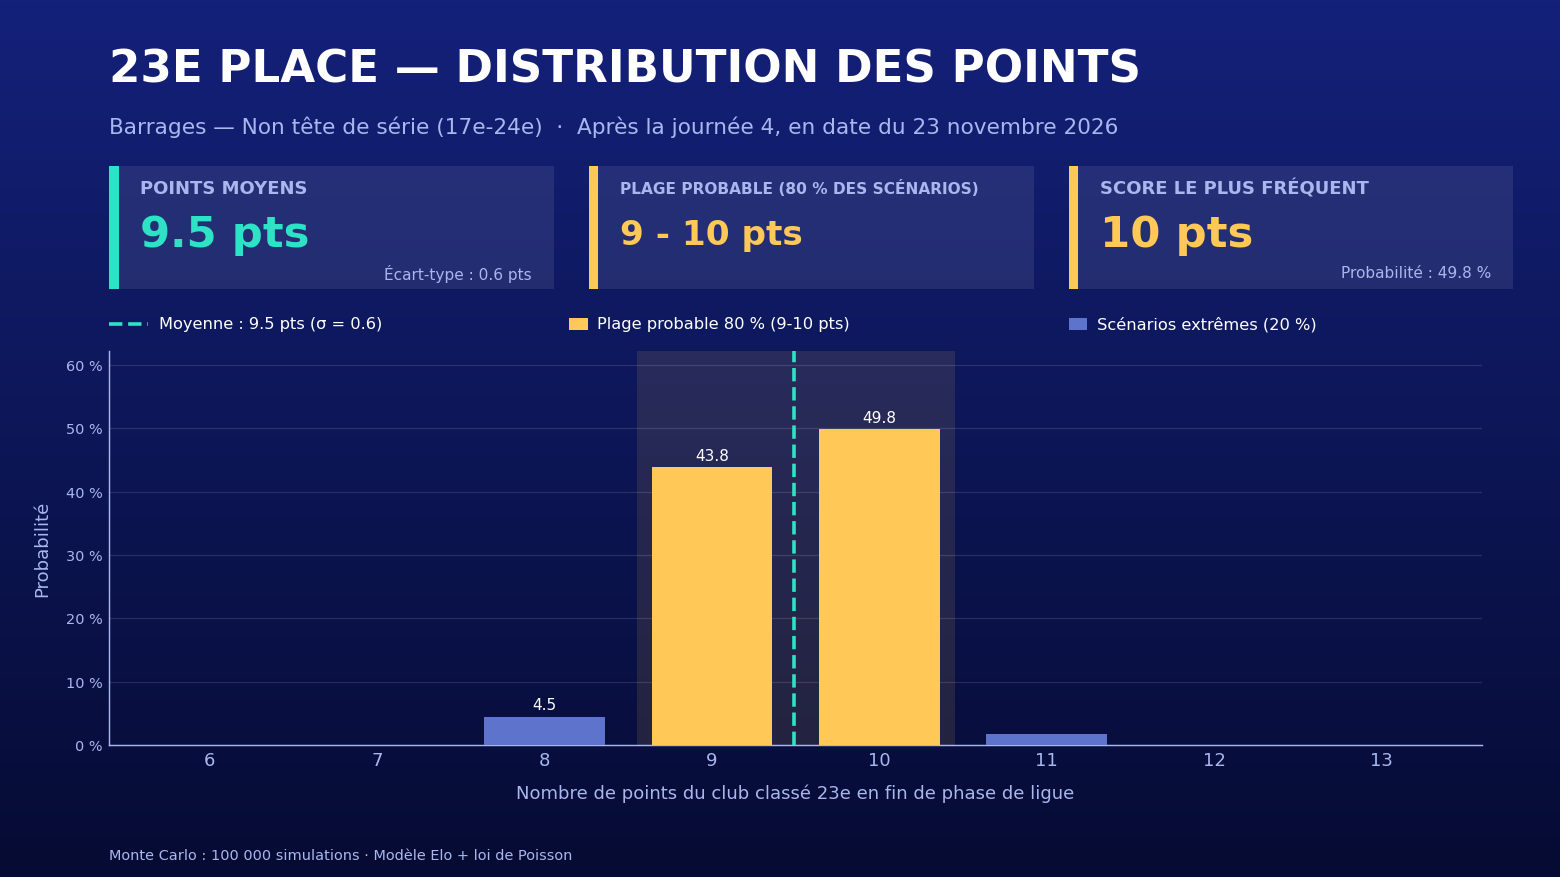 23E PLACE — DISTRIBUTION DES POINTS
Barrages — Non tête de série (17e-24e) · Après la journée 4, en date du 23 novembre 2026
POINTS MOYENS
9.5 pts
Écart-type : 0.6 pts
PLAGE PROBABLE (80 % DES SCÉNARIOS)
9 - 10 pts
SCORE LE PLUS FRÉQUENT
10 pts
Probabilité : 49.8 %
Moyenne : 9.5 pts (σ = 0.6)
Plage probable 80 % (9-10 pts)
Scénarios extrêmes (20 %)
Probabilité
60 %
50 %
40 %
30 %
20 %
10 %
0 %
4.5
43.8
49.8
6 7 8 9 10 11 12 13
Nombre de points du club classé 23e en fin de phase de ligue
Monte Carlo : 100 000 simulations · Modèle Elo + loi de Poisson